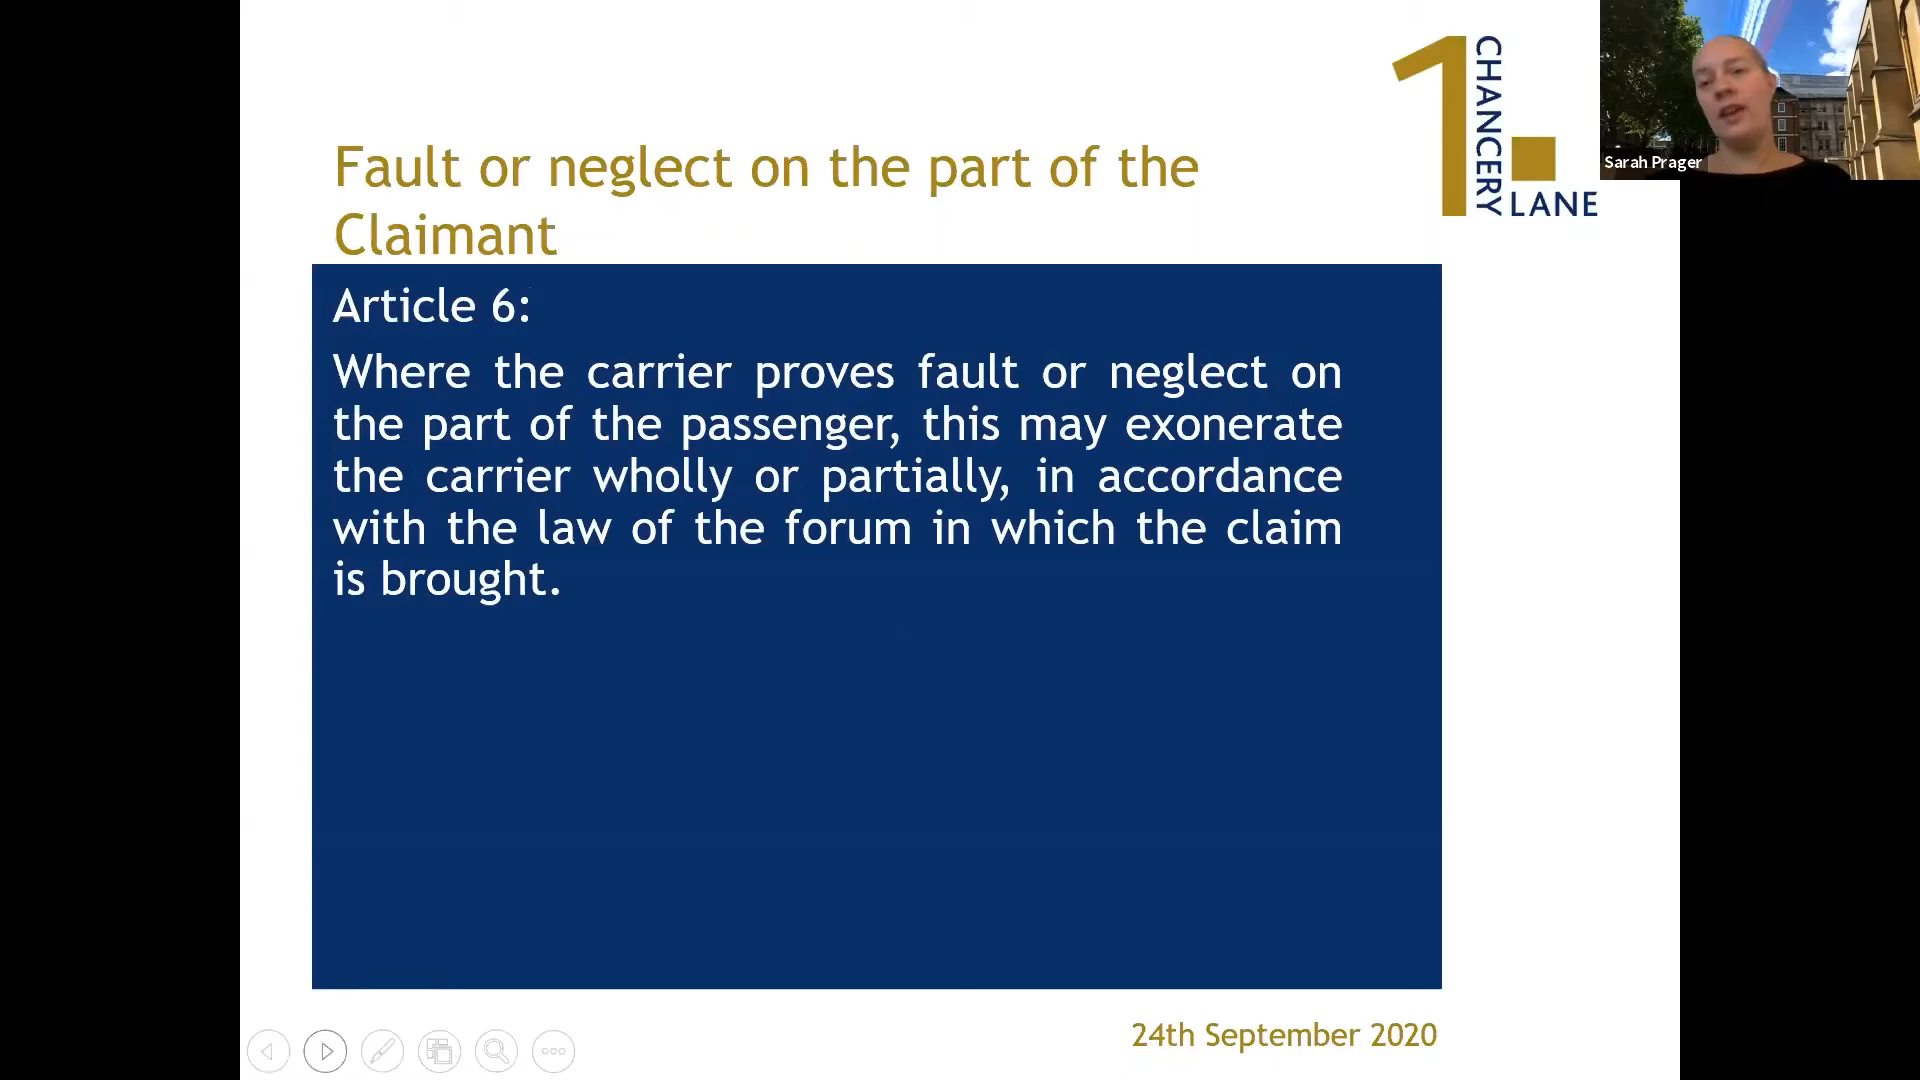 Fault or neglect on the part of the
Claimant
1 CHANCERY LANE
Sarah Prager
Article 6:
Where the carrier proves fault or neglect on
the part of the passenger, this may exonerate
the carrier wholly or partially, in accordance
with the law of the forum in which the claim
is brought.
24th September 2020